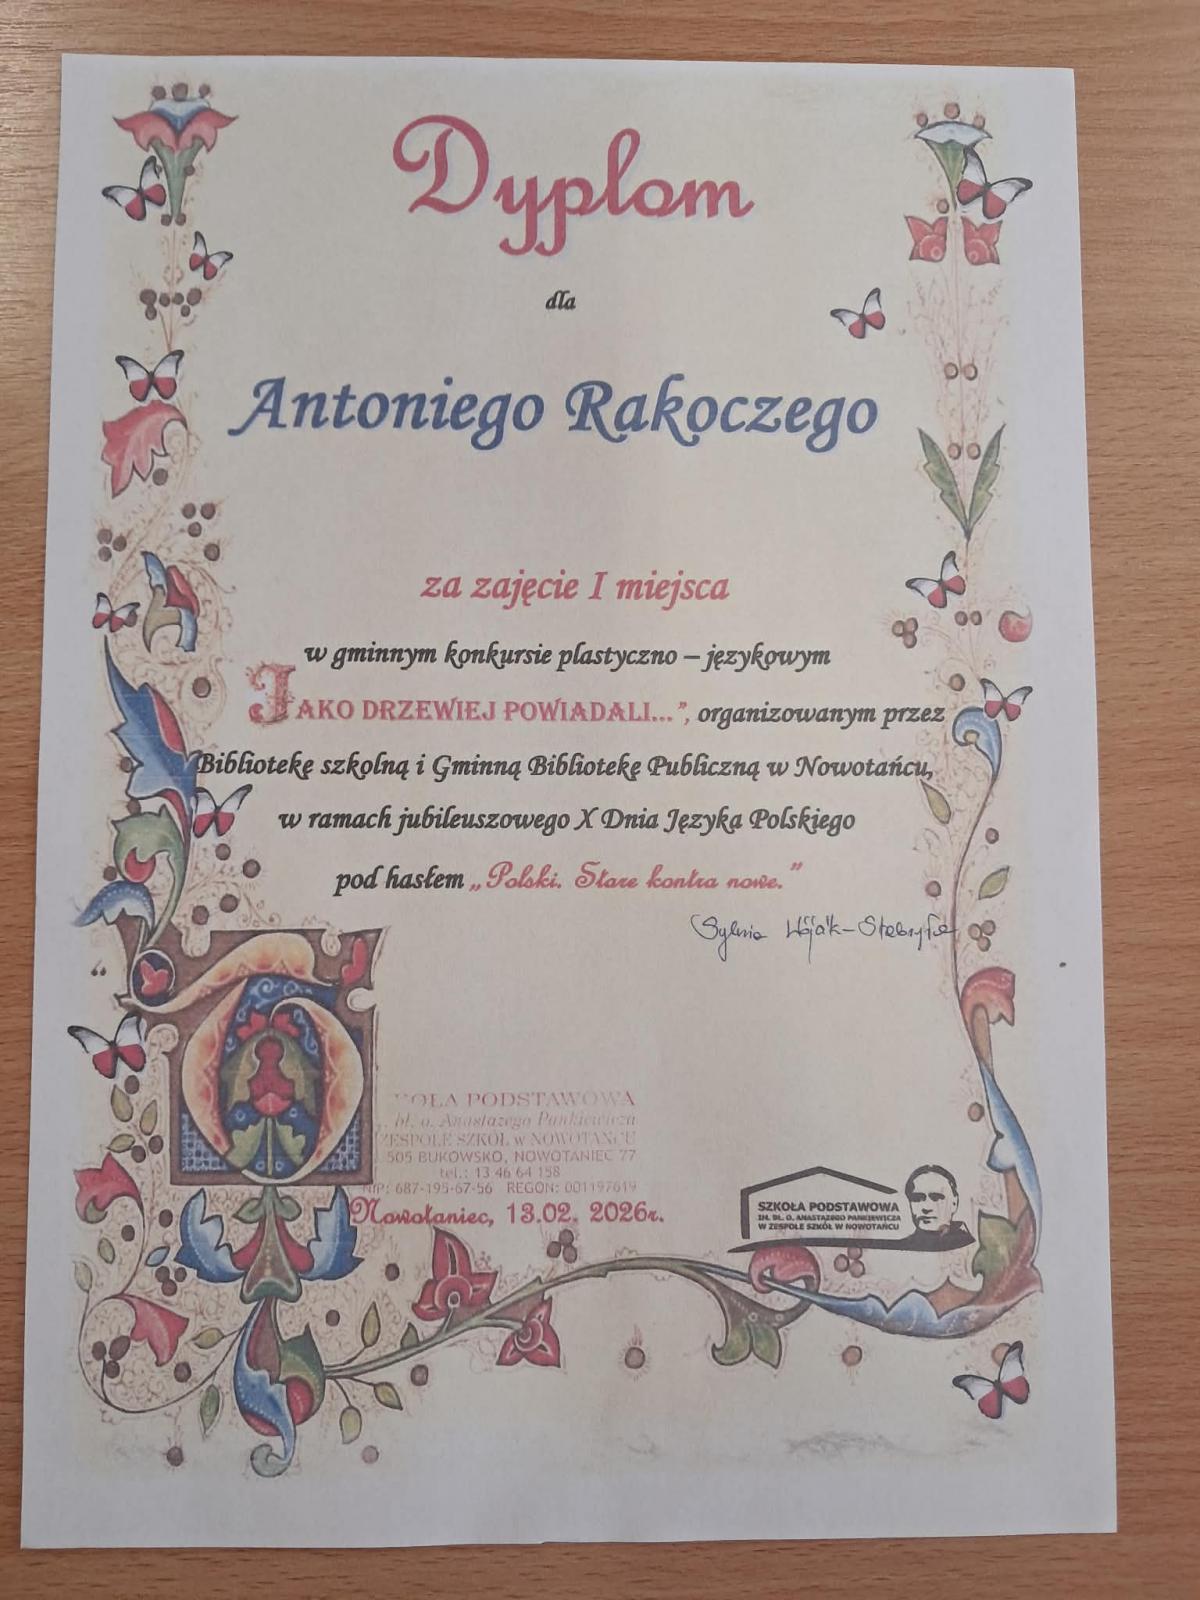 Dyplom
dla
Antoniego Rakoczego
za zajęcie I miejsca
w gminnym konkursie plastyczno – językowym
JAKO DRZEWIEJ POWIADALI...”, organizowanym przez
Bibliotekę szkolną i Gminną Bibliotekę Publiczną w Nowotańcu,
w ramach jubileuszowego X Dnia Języka Polskiego
pod hasłem „Polski. Stare kontra nowe.”
Sylwia
“
KOŁA PODSTAWOWA
bł. o. Anastazego Pankiewicza
ZESPOLE SZKÓŁ w NOWOTAŃCU
505 BUKOWSKO, NOWOTANIEC 77
tel.: 13 46 64 158
NIP: 687-195-67-56 REGON: 001197619
Nowotaniec, 13.02. 2026r.
SZKOŁA PODSTAWOWA
IM. BŁ. O. ANASTAZEGO PANKIEWICZA
W ZESPOLE SZKÓŁ W NOWOTAŃCU